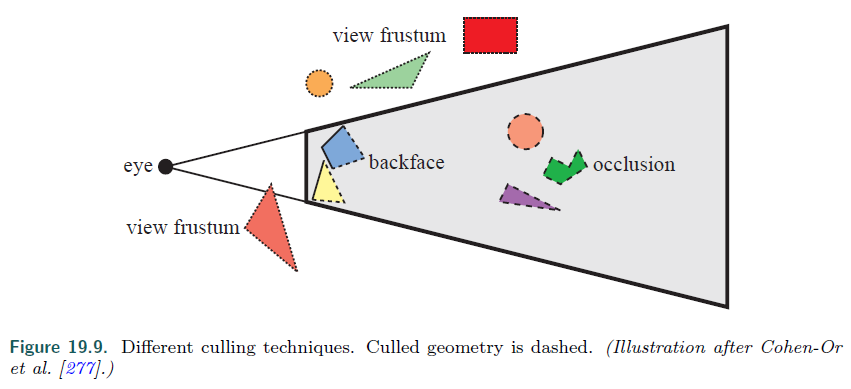 view frustum
eye
backface
occlusion
view frustum
Figure 19.9. Different culling techniques. Culled geometry is dashed. (Illustration after Cohen-Or
et al. [277].)